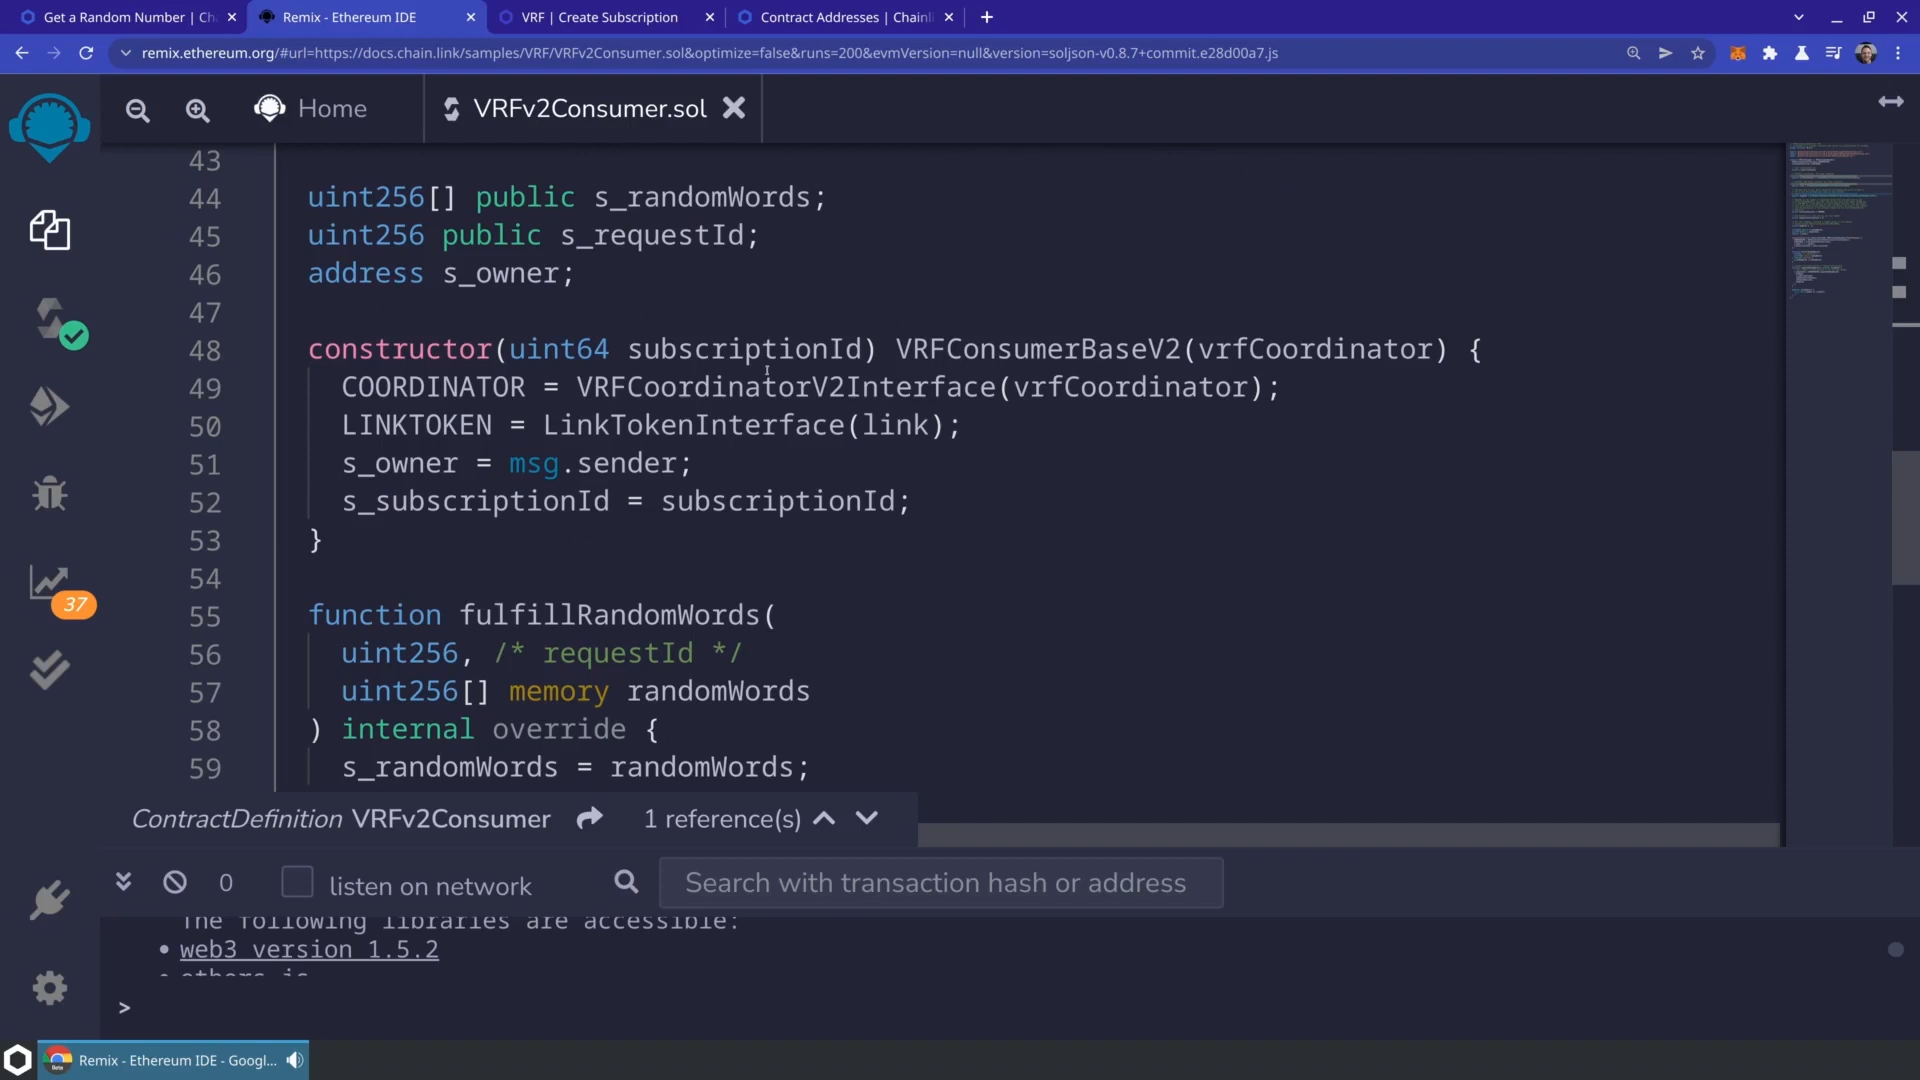 Get a Random Number | Ch
Remix - Ethereum IDE
VRF | Create Subscription
Contract Addresses | Chainli
remix.ethereum.org/#url=https://docs.chain.link/samples/VRF/VRFv2Consumer.sol&optimize=false&runs=200&evmVersion=null&version=soljson-v0.8.7+commit.e28d00a7.js
Home
VRFv2Consumer.sol
43
44 uint256[] public s_randomWords;
45 uint256 public s_requestId;
46 address s_owner;
47
48 constructor(uint64 subscriptionId) VRFConsumerBaseV2(vrfCoordinator) {
49 COORDINATOR = VRFCoordinatorV2Interface(vrfCoordinator);
50 LINKTOKEN = LinkTokenInterface(link);
51 s_owner = msg.sender;
52 s_subscriptionId = subscriptionId;
53 }
54
55 function fulfillRandomWords(
56 uint256, /* requestId */
57 uint256[] memory randomWords
58 ) internal override {
59 s_randomWords = randomWords;
37
ContractDefinition VRFv2Consumer 1 reference(s)
0 listen on network Search with transaction hash or address
The following libraries are accessible:
• web3 version 1.5.2
>
Remix - Ethereum IDE - Googl...